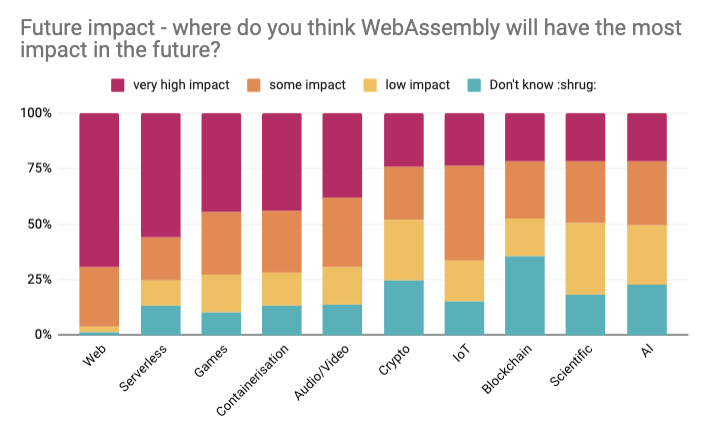 Future impact - where do you think WebAssembly will have the most
impact in the future?
very high impact some impact low impact Don't know :shrug:
100%
75%
50%
25%
0%
Web Serverless Games Containerisation Audio/Video Crypto IoT Blockchain Scientific AI